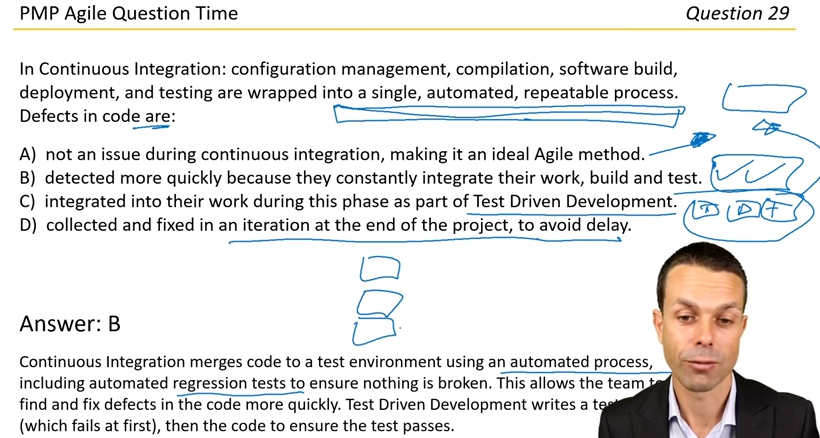 PMP Agile Question Time
Question 29
In Continuous Integration: configuration management, compilation, software build,
deployment, and testing are wrapped into a single, automated, repeatable process.
Defects in code are:
A) not an issue during continuous integration, making it an ideal Agile method.
B) detected more quickly because they constantly integrate their work, build and test.
C) integrated into their work during this phase as part of Test Driven Development.
D) collected and fixed in an iteration at the end of the project, to avoid delay.
Answer: B
Continuous Integration merges code to a test environment using an automated process,
including automated regression tests to ensure nothing is broken. This allows the team
find and fix defects in the code more quickly. Test Driven Development writes a
(which fails at first), then the code to ensure the test passes.